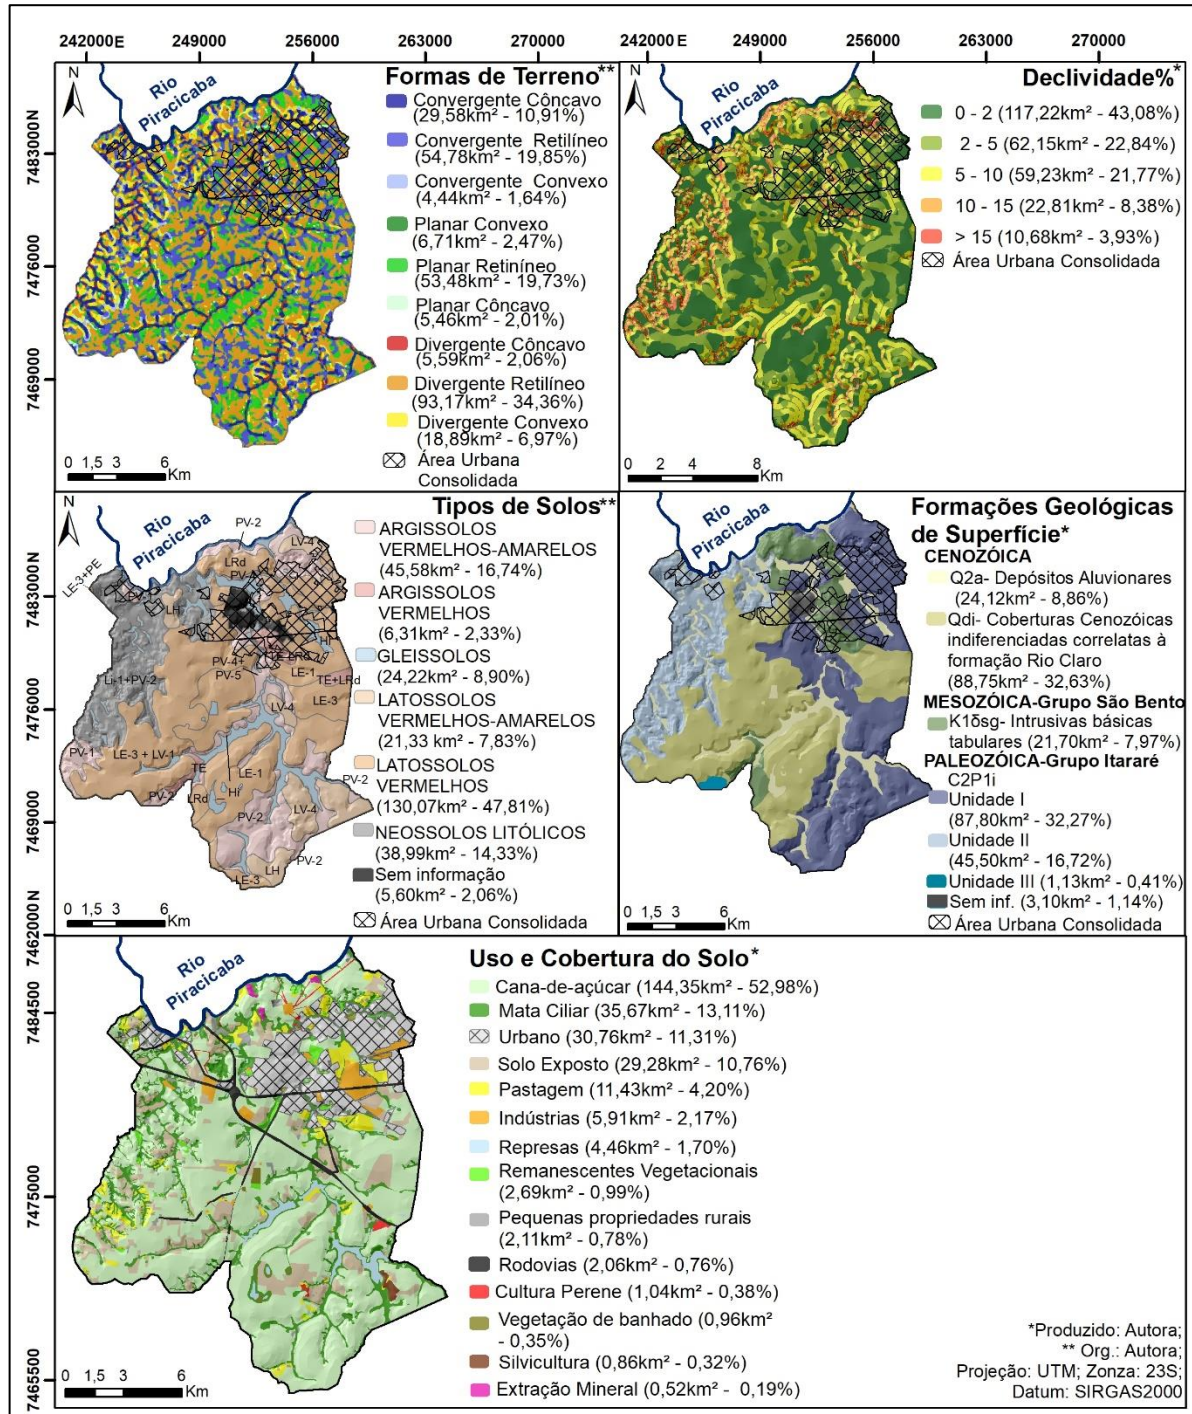 242000E 249000 256000 263000 270000
242000 249000 256000 263000 270000
7483000N
7476000
7469000
N
Rio
Piracicaba
Formas de Terreno**
Convergente Côncavo
(29,58km² - 10,91%)
Convergente Retilíneo
(54,78km² - 19,85%)
Convergente Convexo
(4,44km² - 1,64%)
Planar Convexo
(6,71km² - 2,47%)
Planar Retiníneo
(53,48km² - 19,73%)
Planar Côncavo
(5,46km² - 2,01%)
Divergente Côncavo
(5,59km² - 2,06%)
Divergente Retilíneo
(93,17km² - 34,36%)
Divergente Convexo
(18,89km² - 6,97%)
Área Urbana
Consolidada
0 1,5 3 6
Km
N
Rio
Piracicaba
Declividade%*
0 - 2 (117,22km² - 43,08%)
2 - 5 (62,15km² - 22,84%)
5 - 10 (59,23km² - 21,77%)
10 - 15 (22,81km² - 8,38%)
> 15 (10,68km² - 3,93%)
Área Urbana Consolidada
0 2 4 8
Km
7483000N
7476000
7469000
7462000 N
N
Rio
Piracicaba
Tipos de Solos**
ARGISSOLOS
VERMELHOS-AMARELOS
(45,58km² - 16,74%)
ARGISSOLOS
VERMELHOS
(6,31km² - 2,33%)
GLEISSOLOS
(24,22km² - 8,90%)
LATOSSOLOS
VERMELHOS-AMARELOS
(21,33 km² - 7,83%)
LATOSSOLOS
VERMELHOS
(130,07km² - 47,81%)
NEOSSOLOS LITÓLICOS
(38,99km² - 14,33%)
Sem informação
(5,60km² - 2,06%)
Área Urbana Consolidada
PV-2
LV-4
LRd
LE-3+PE
LH
Hi
PV-4+
PV-5
LE-1
TE+LRd
LE-3
Li-1+PV-2
LV-4
PV-1
LE-3 + LV-1
TE
LE-1
PV-2
Hi
PV-2
LRd
PV-2
LV-4
PV-2
LH
LE-3
0 1,5 3 6
Km
Rio
Piracicaba
Formações Geológicas
de Superfície*
CENOZÓICA
Q2a- Depósitos Aluvionares
(24,12km² - 8,86%)
Qdi- Coberturas Cenozóicas
indiferenciadas correlatas à
formação Rio Claro
(88,75km² - 32,63%)
MESOZÓICA-Grupo São Bento
K1δsg- Intrusivas básicas
tabulares (21,70km² - 7,97%)
PALEOZÓICA-Grupo Itararé
C2P1i
Unidade I
(87,80km² - 32,27%)
Unidade II
(45,50km² - 16,72%)
Unidade III (1,13km² - 0,41%)
Sem inf. (3,10km² - 1,14%)
Área Urbana Consolidada
0 1,5 3 6
Km
7484500
7475000
7465500
Rio
Piracicaba
Uso e Cobertura do Solo*
Cana-de-açúcar (144,35km² - 52,98%)
Mata Ciliar (35,67km² - 13,11%)
Urbano (30,76km² - 11,31%)
Solo Exposto (29,28km² - 10,76%)
Pastagem (11,43km² - 4,20%)
Indústrias (5,91km² - 2,17%)
Represas (4,46km² - 1,70%)
Remanescentes Vegetacionais
(2,69km² - 0,99%)
Pequenas propriedades rurais
(2,11km² - 0,78%)
Rodovias (2,06km² - 0,76%)
Cultura Perene (1,04km² - 0,38%)
Vegetação de banhado (0,96km²
- 0,35%)
Silvicultura (0,86km² - 0,32%)
Extração Mineral (0,52km² - 0,19%)
0 1,5 3 6
Km
*Produzido: Autora;
** Org.: Autora;
Projeção: UTM; Zonza: 23S;
Datum: SIRGAS2000